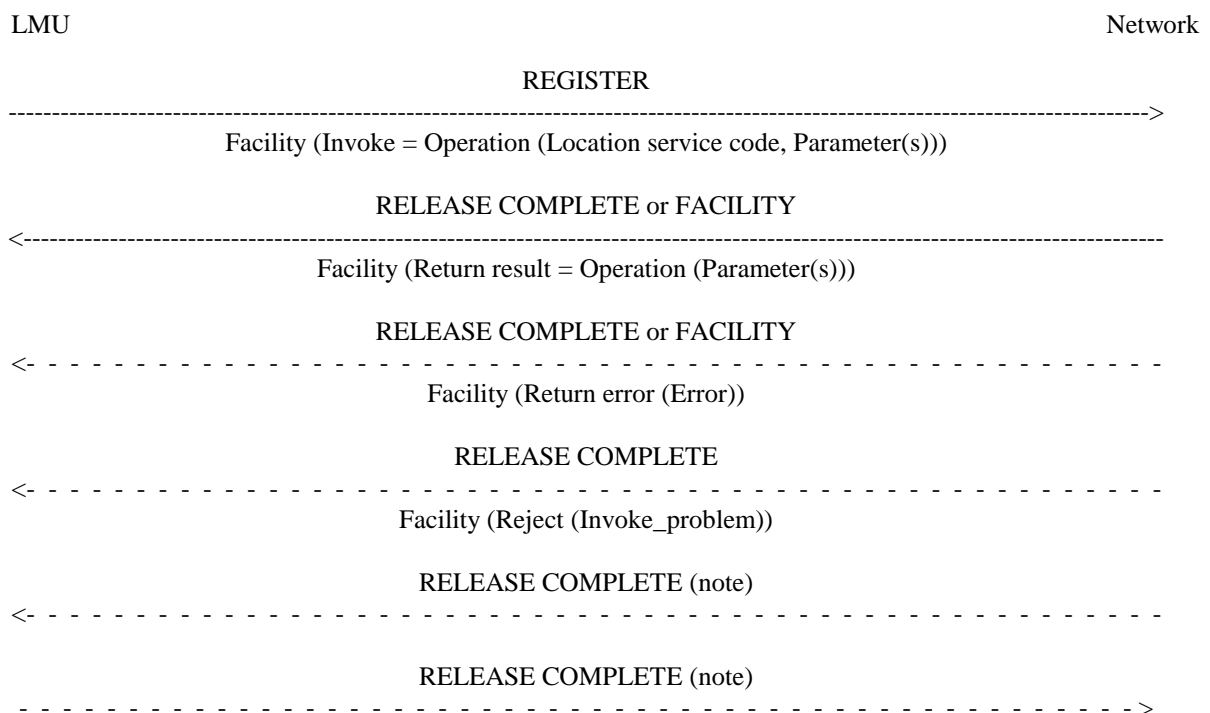 LMU Network
REGISTER
------------------------------------------------------------------------------------------------------------------------------------>
Facility (Invoke = Operation (Location service code, Parameter(s)))
RELEASE COMPLETE or FACILITY
<------------------------------------------------------------------------------------------------------------------------------------
Facility (Return result = Operation (Parameter(s)))
RELEASE COMPLETE or FACILITY
<- - - - - - - - - - - - - - - - - - - - - - - - - - - - - - - - - - - - - - - - - - - - - - - - - - - -
Facility (Return error (Error))
RELEASE COMPLETE
<- - - - - - - - - - - - - - - - - - - - - - - - - - - - - - - - - - - - - - - - - - - - - - - - - - - -
Facility (Reject (Invoke_problem))
RELEASE COMPLETE (note)
<- - - - - - - - - - - - - - - - - - - - - - - - - - - - - - - - - - - - - - - - - - - - - - - - - - - -
RELEASE COMPLETE (note)
- - - - - - - - - - - - - - - - - - - - - - - - - - - - - - - - - - - - - - - - - - - - - - - - - - - ->